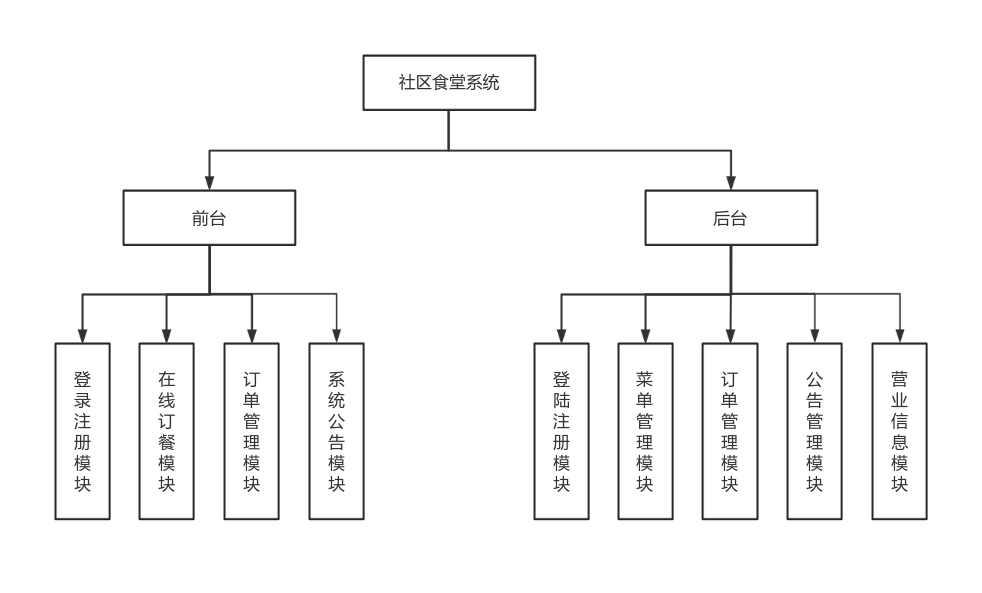 社区食堂系统
前台
后台
登录注册模块
在线订餐模块
订单管理模块
系统公告模块
登陆注册模块
菜单管理模块
订单管理模块
公告管理模块
营业信息模块